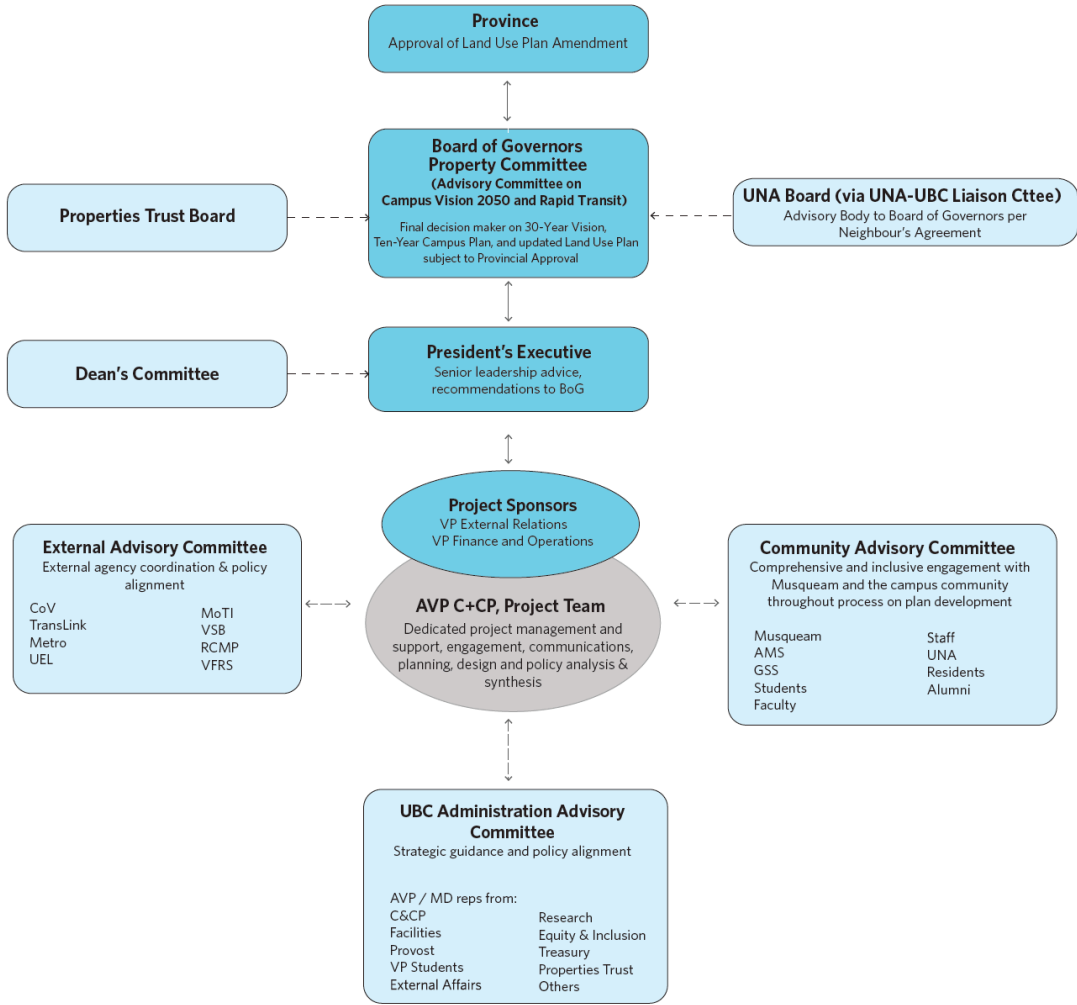 Province
Approval of Land Use Plan Amendment
Board of Governors
Property Committee
(Advisory Committee on
Campus Vision 2050 and Rapid Transit)
Final decision maker on 30-Year Vision,
Ten-Year Campus Plan, and updated Land Use Plan
subject to Provincial Approval
Properties Trust Board
UNA Board (via UNA-UBC Liaison Cttee)
Advisory Body to Board of Governors per
Neighbour's Agreement
Dean's Committee
President's Executive
Senior leadership advice,
recommendations to BoG
Project Sponsors
VP External Relations
VP Finance and Operations
AVP C+CP, Project Team
Dedicated project management and
support, engagement, communications,
planning, design and policy analysis &
synthesis
External Advisory Committee
External agency coordination & policy
alignment
CoV
TransLink
Metro
UEL
MoTI
VSB
RCMP
VFRS
Community Advisory Committee
Comprehensive and inclusive engagement with
Musqueam and the campus community
throughout process on plan development
Musqueam
AMS
GSS
Students
Faculty
Staff
UNA
Residents
Alumni
UBC Administration Advisory
Committee
Strategic guidance and policy alignment
AVP / MD reps from:
C&CP
Facilities
Provost
VP Students
External Affairs
Research
Equity & Inclusion
Treasury
Properties Trust
Others